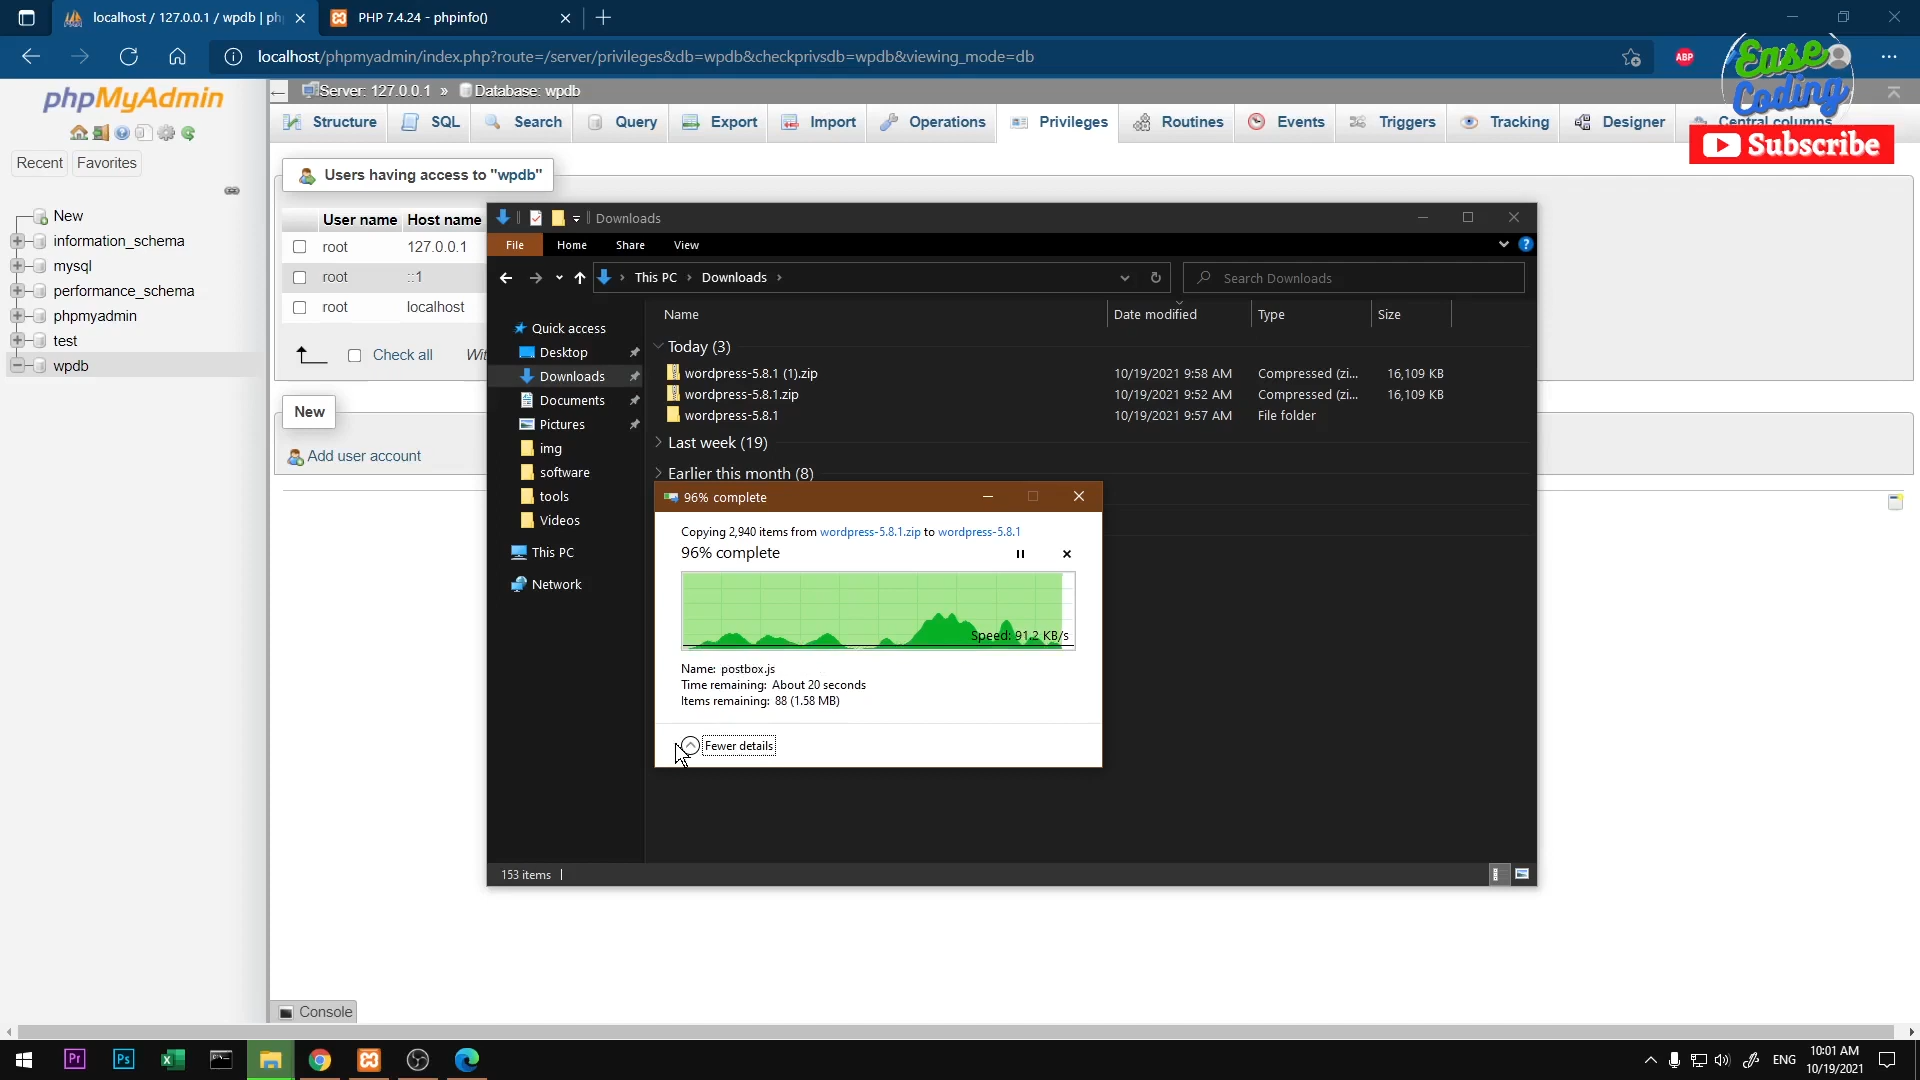 localhost / 127.0.0.1 / wpdb | ph
PHP 7.4.24 - phpinfo()
localhost/phpmyadmin/index.php?route=/server/privileges&db=wpdb&checkprivsdb=wpdb&viewing_mode=db
ABP
Ease
Coding
Subscribe
phpMyAdmin
Server: 127.0.0.1 » Database: wpdb
Structure SQL Search Query Export Import Operations Privileges Routines Events Triggers Tracking Designer Central columns
Recent Favorites
New
information_schema
mysql
performance_schema
phpmyadmin
test
wpdb
Users having access to "wpdb"
User name Host name
root 127.0.0.1
root ::1
root localhost
Check all Wit
New
Add user account
Console
Downloads
File Home Share View
This PC Downloads
Search Downloads
Quick access
Desktop
Downloads
Documents
Pictures
img
software
tools
Videos
This PC
Network
Name Date modified Type Size
Today (3)
wordpress-5.8.1 (1).zip 10/19/2021 9:58 AM Compressed (zi... 16,109 KB
wordpress-5.8.1.zip 10/19/2021 9:52 AM Compressed (zi... 16,109 KB
wordpress-5.8.1 10/19/2021 9:57 AM File folder
Last week (19)
Earlier this month (8)
96% complete
Copying 2,940 items from wordpress-5.8.1.zip to wordpress-5.8.1
96% complete
Speed: 91.2 KB/s
Name: postbox.js
Time remaining: About 20 seconds
Items remaining: 88 (1.58 MB)
Fewer details
153 items
Pr
Ps
ENG
10:01 AM
10/19/2021